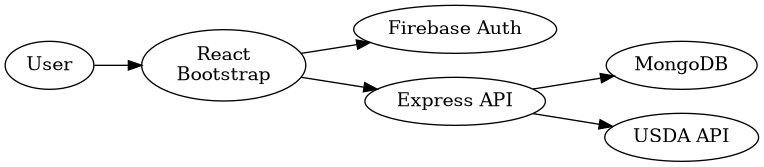 User
React
Bootstrap
Firebase Auth
Express API
MongoDB
USDA API